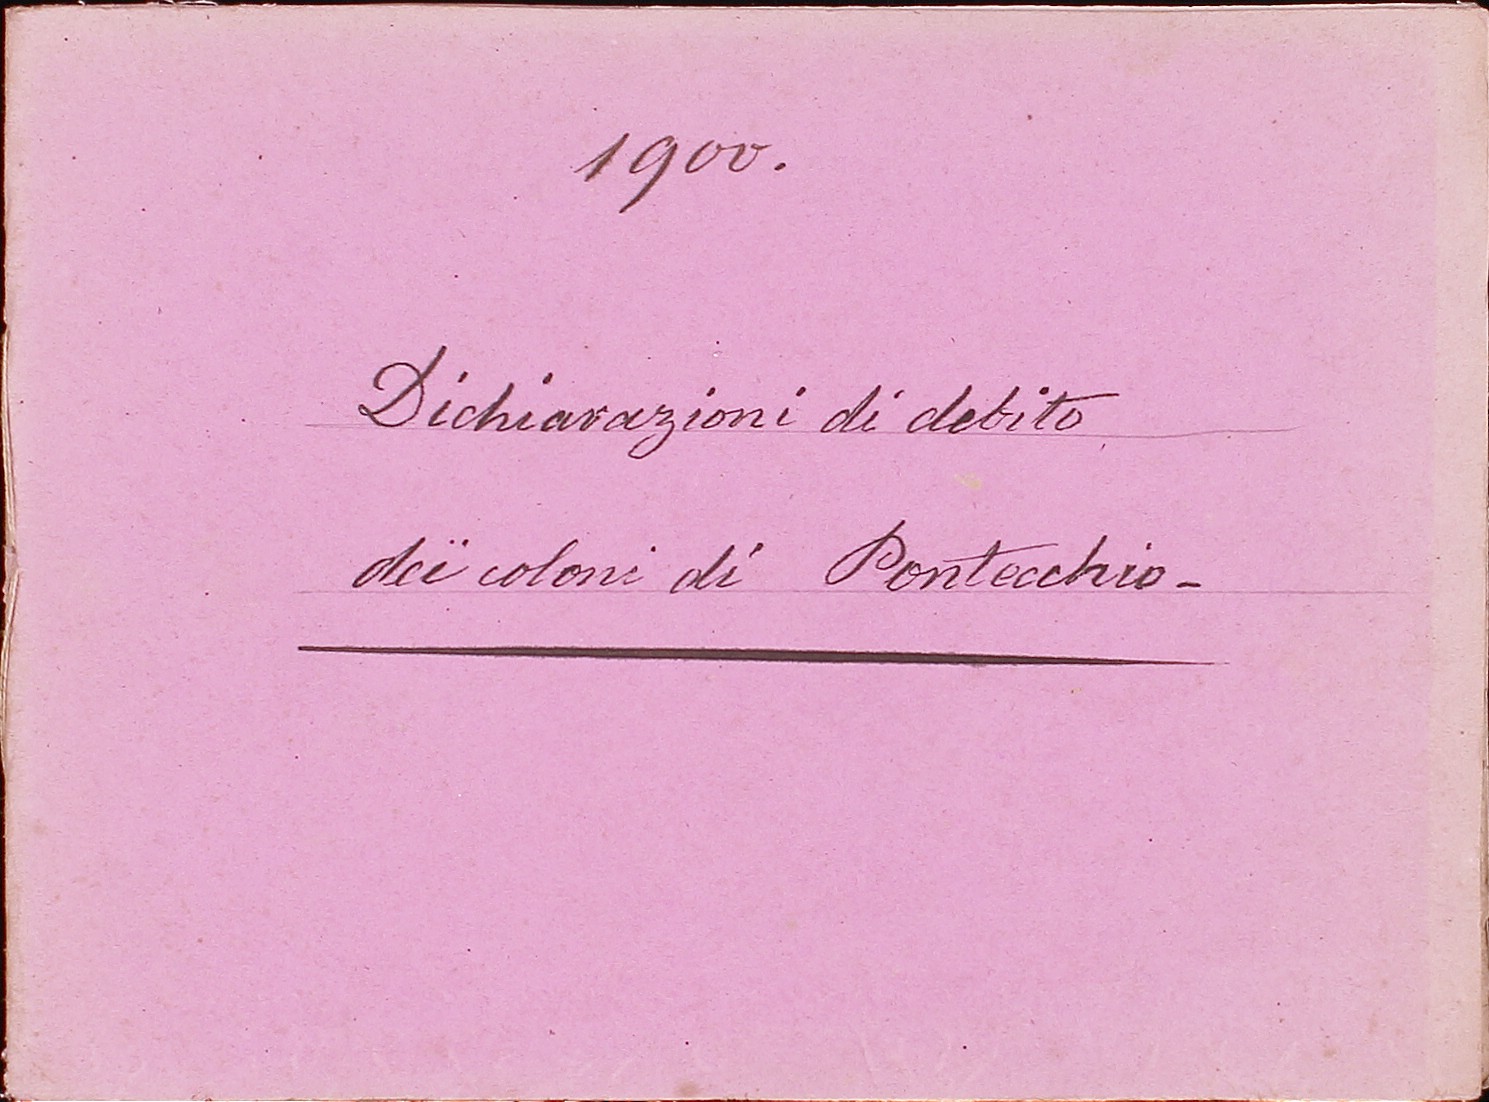 1900.
Dichiarazioni di debito
dei coloni di Pontecchio-